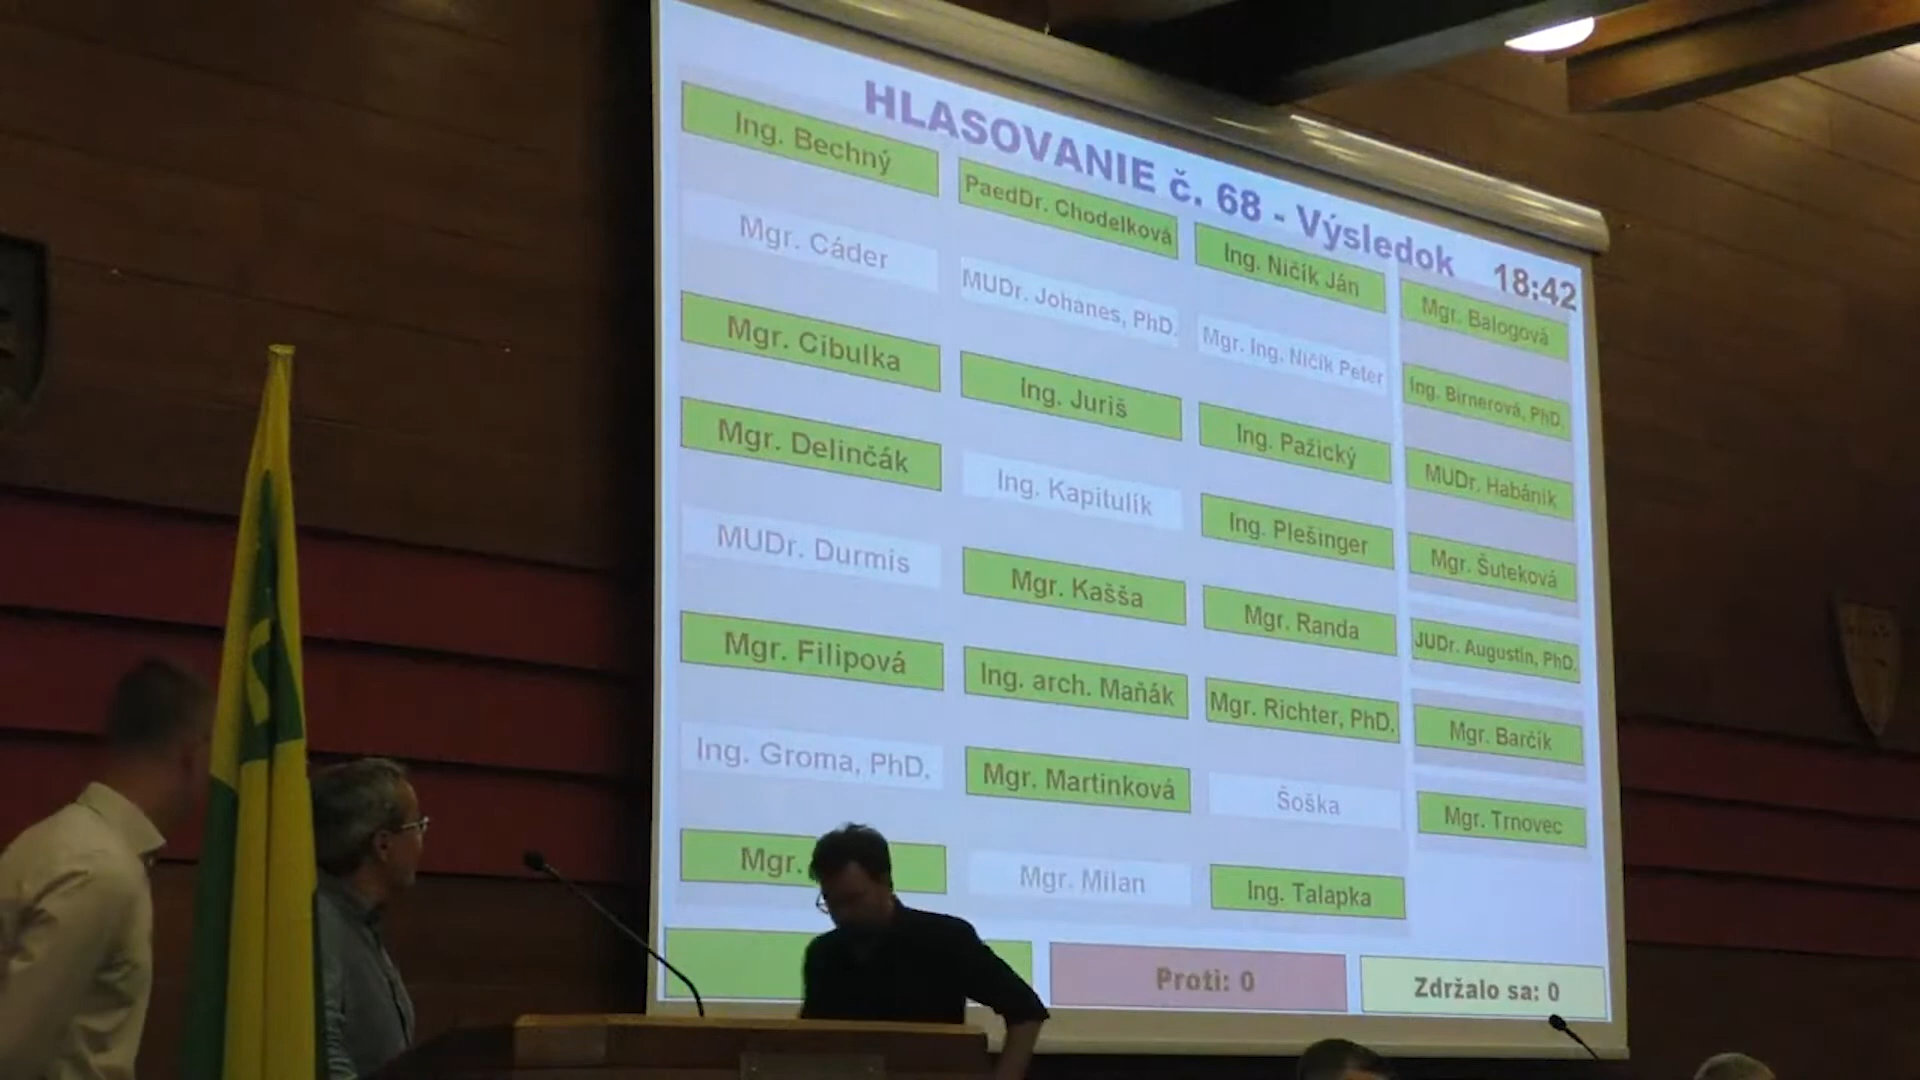 HLASOVANIE č. 68 - Výsledok 18:42
Ing. Bechný
Mgr. Cáder
Mgr. Cibulka
Mgr. Delinčák
MUDr. Durmis
Mgr. Filipová
Ing. Groma, PhD.
Mgr.
PaedDr. Chodelková
MUDr. Johanes, PhD.
Ing. Juriš
Ing. Kapitulík
Mgr. Kašša
Ing. arch. Maňák
Mgr. Martinková
Mgr. Milan
Ing. Ničík Ján
Mgr. Ing. Ničík Peter
Ing. Pažický
Ing. Plešinger
Mgr. Randa
Mgr. Richter, PhD.
Šoška
Ing. Talapka
Mgr. Balogová
Ing. Birnerová, PhD.
MUDr. Habánik
Mgr. Šuteková
JUDr. Augustin, PhD.
Mgr. Barčík
Mgr. Trnovec
Proti: 0
Zdržalo sa: 0